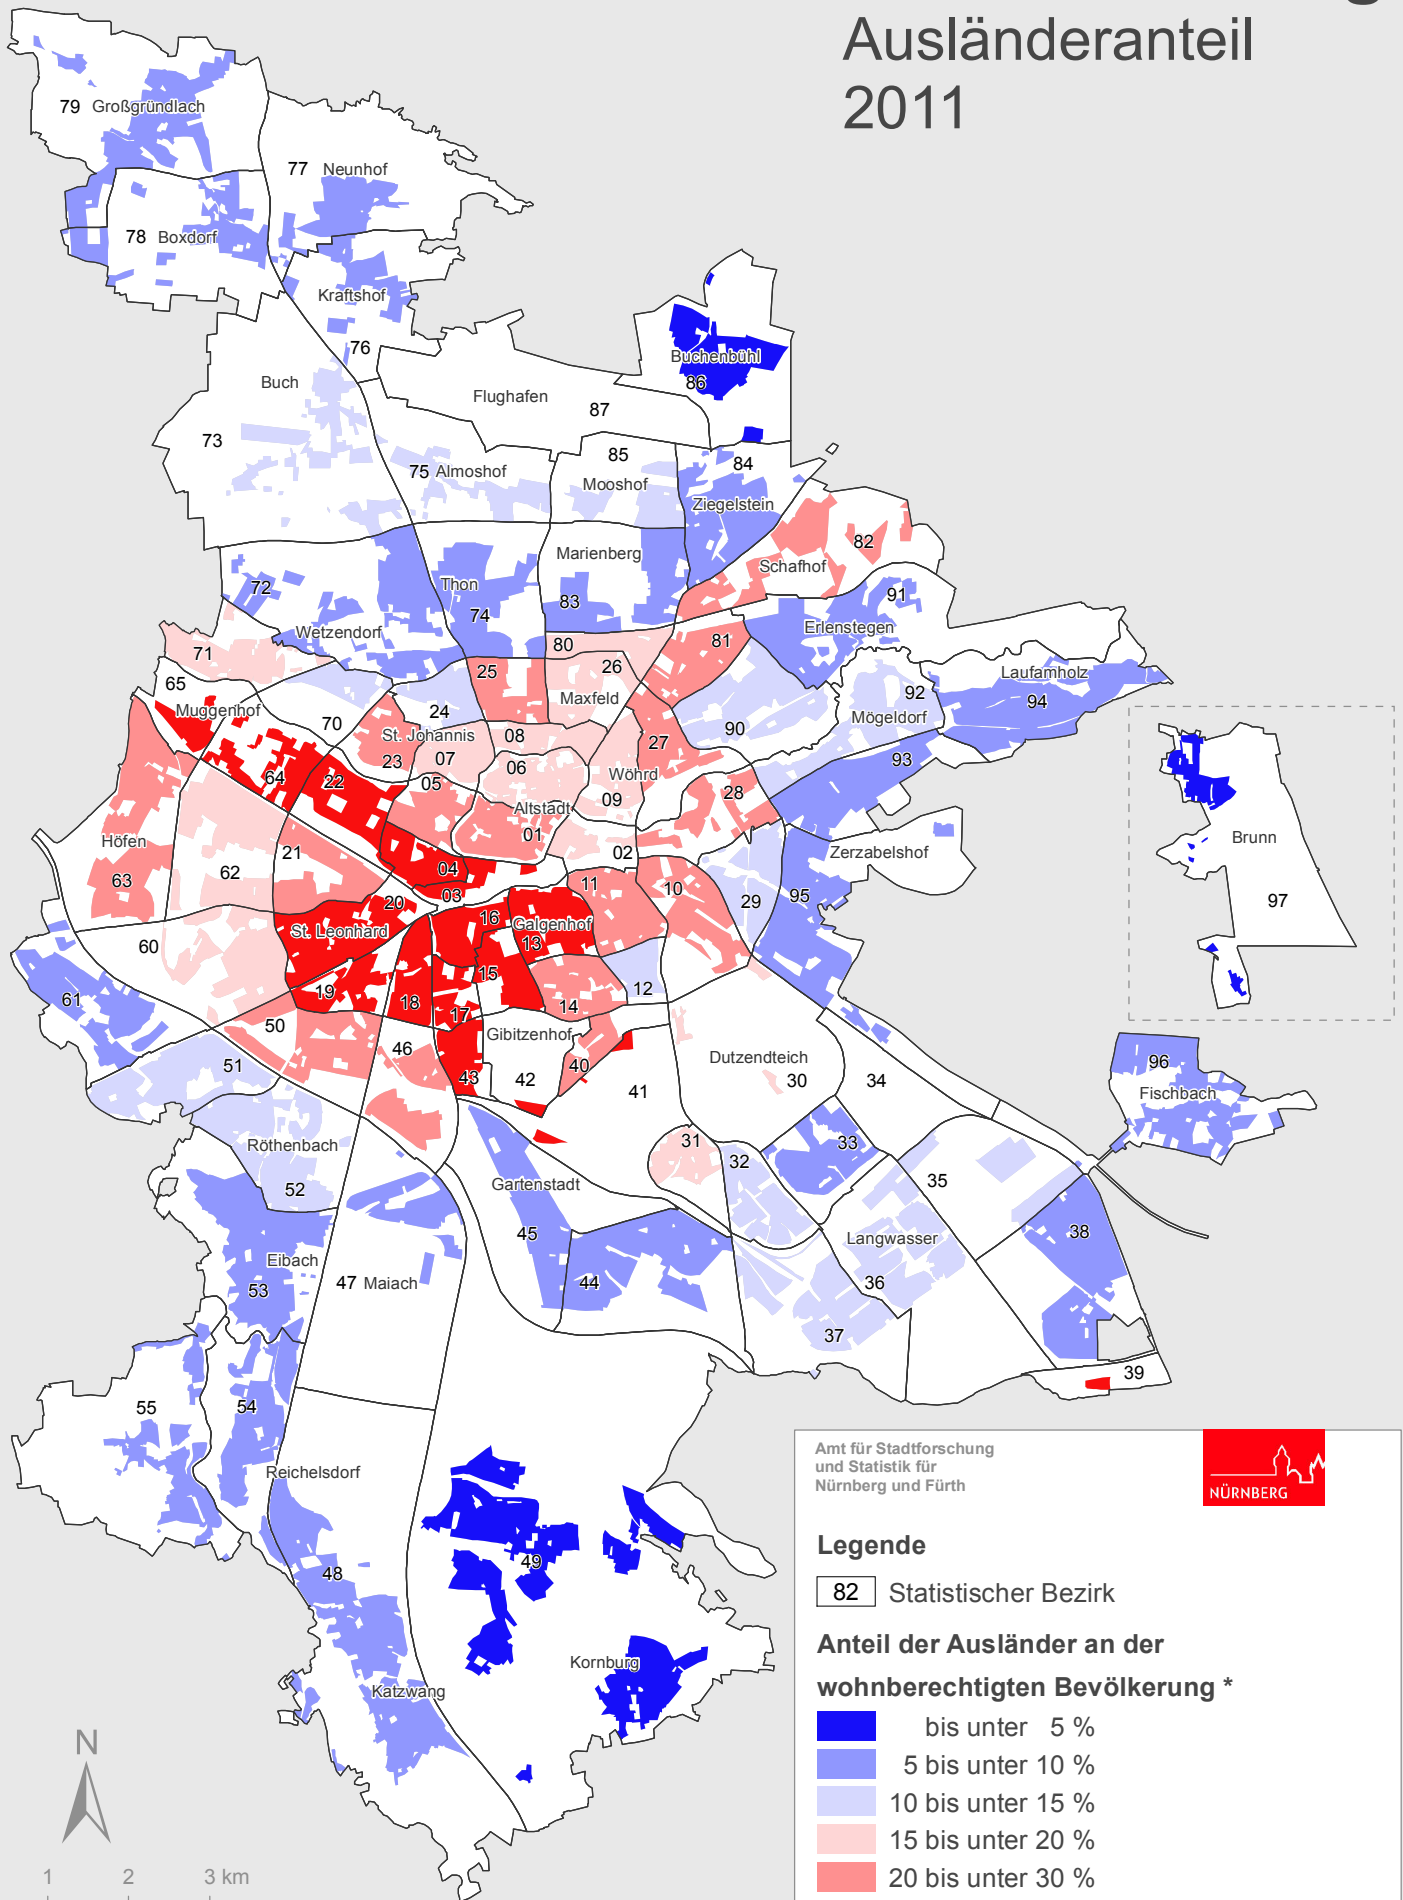 Ausländeranteil
2011
79 Großgründlach
77 Neunhof
78 Boxdorf
Kraftshof
76
Buchenbühl
86
Buch
Flughafen
87
73
85
84
75 Almoshof
Mooshof
Ziegelstein
82
Marienberg
Schafhof
72
Thon
74
83
91
Erlenstegen
Wetzendorf
80
81
71
25
26
Laufamholz
65
Maxfeld
92
94
Muggenhof
70
24
Mögeldorf
St. Johannis
08
27
90
23
07
06
93
64
22
05
Wöhrd
28
09
Altstadt
01
Brunn
Höfen
21
02
Zerzabelshof
62
04
63
03
11
10
95
97
20
29
16
Galgenhof
St. Leonhard
13
60
15
12
19
61
18
14
17
50
Gibitzenhof
46
Dutzendteich
96
51
40
43
42
30
34
Fischbach
41
Röthenbach
31
33
32
52
Gartenstadt
35
45
Langwasser
38
Eibach
53
47 Maiach
44
36
37
39
55
54
Reichelsdorf
49
48
Kornburg
Katzwang
N
1 2 3 km
Amt für Stadtforschung
und Statistik für
Nürnberg und Fürth
NÜRNBERG
Legende
82 Statistischer Bezirk
Anteil der Ausländer an der
wohnberechtigten Bevölkerung *
bis unter 5 %
5 bis unter 10 %
10 bis unter 15 %
15 bis unter 20 %
20 bis unter 30 %